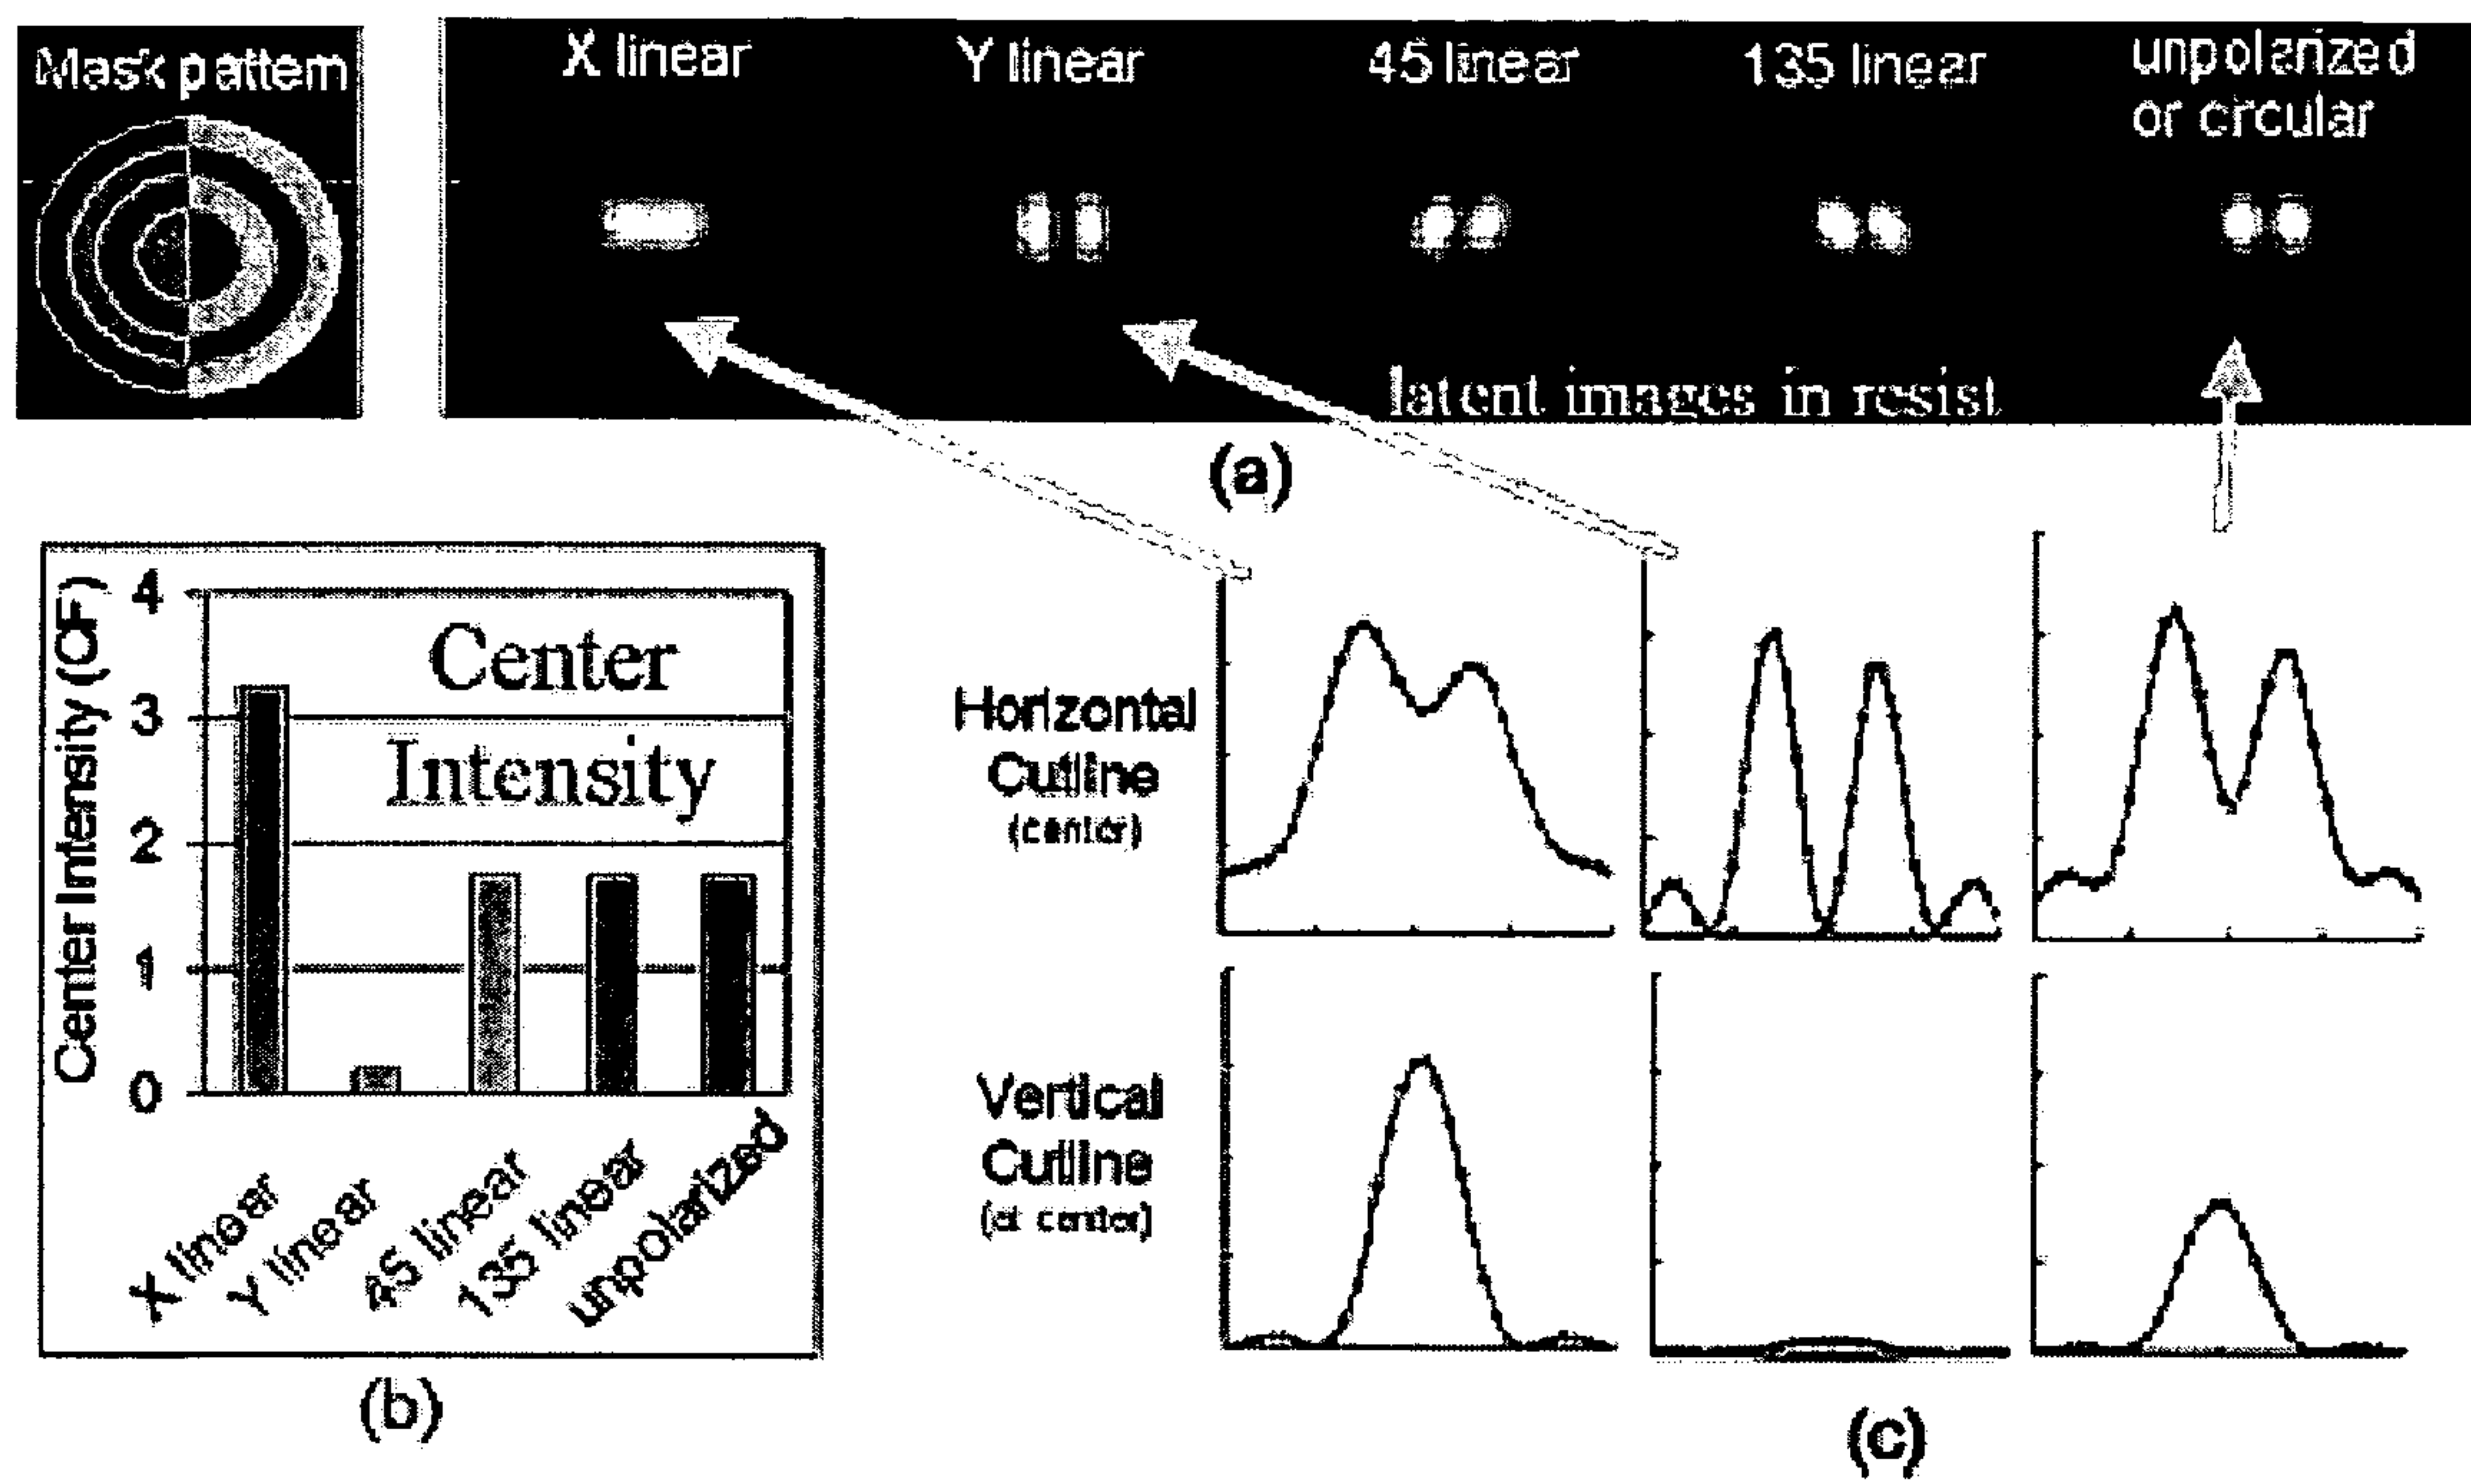 Mask pattern
X linear
Y linear
45 linear
135 linear
unpolarized
or circular
latent images in resist
(a)
Center Intensity (CF)
4
3
2
1
0
Center
Intensity
X linear
Y linear
45 linear
135 linear
unpolarized
(b)
Horizontal
Cutline
(center)
Vertical
Cutline
(at center)
(c)